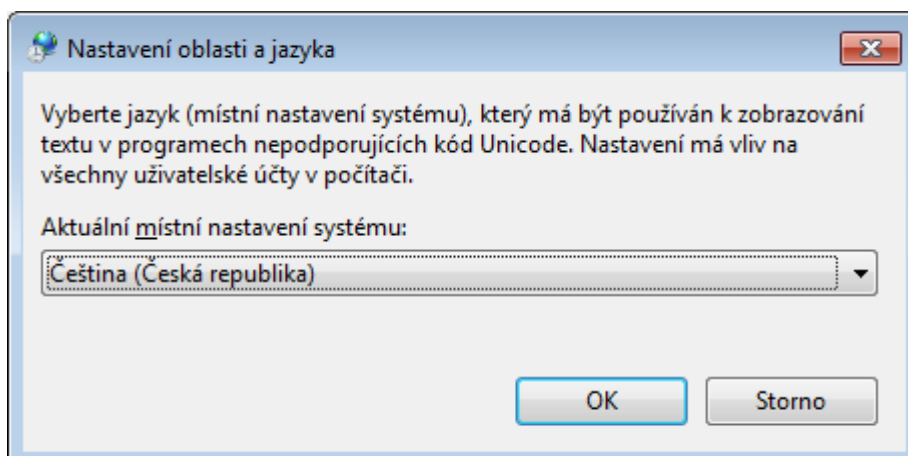 Nastavení oblasti a jazyka
Vyberte jazyk (místní nastavení systému), který má být používán k zobrazování
textu v programech nepodporujících kód Unicode. Nastavení má vliv na
všechny uživatelské účty v počítači.
Aktuální místní nastavení systému:
Čeština (Česká republika)
OK
Storno